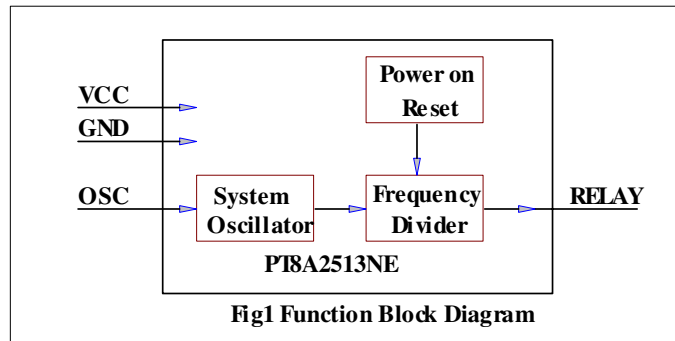 VCC
GND
OSC
Power on
Reset
System
Oscillator
Frequency
Divider
RELAY
PT8A2513NE
Fig1 Function Block Diagram